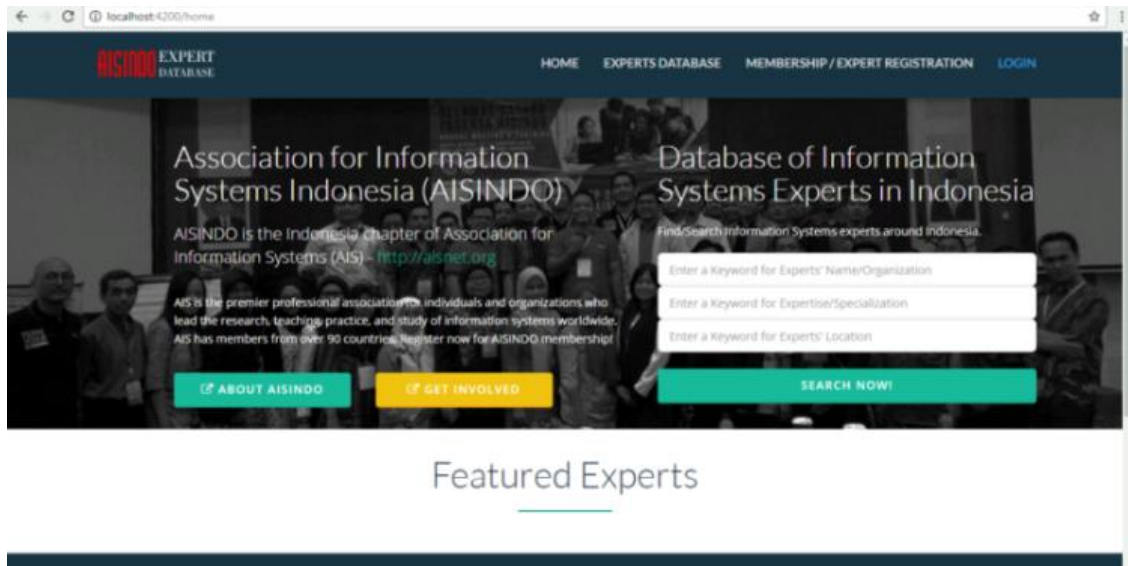 localhost:4200/home
AISINDO EXPERT
DATABASE
HOME EXPERTS DATABASE MEMBERSHIP / EXPERT REGISTRATION LOGIN
Association for Information
Systems Indonesia (AISINDO)
AISINDO is the Indonesia chapter of Association for
Information Systems (AIS) - http://aisnet.org
AIS is the premier professional association for individuals and organizations who
lead the research, teaching, practice, and study of information systems worldwide.
AIS has members from over 90 countries. Register now for AISINDO membership!
ABOUT AISINDO GET INVOLVED
Database of Information
Systems Experts in Indonesia
Find/Search Information Systems experts around Indonesia.
Enter a Keyword for Experts' Name/Organization
Enter a Keyword for Expertise/Specialization
Enter a Keyword for Experts' Location
SEARCH NOW!
Featured Experts